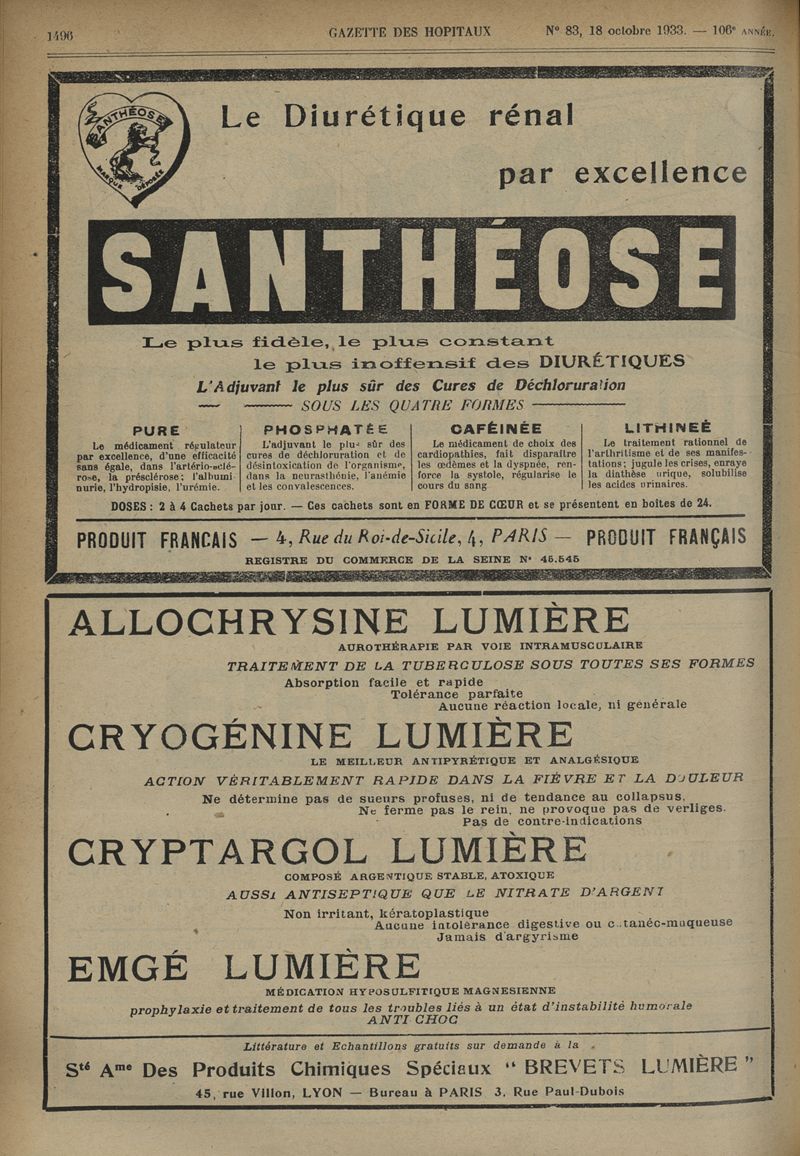 1496 GAZETTE DES HOPITAUX N° 83, 18 octobre 1933. — 106e ANNÉE.
SANTHÉOSE
MARQUE DÉPOSÉE
Le Diurétique rénal
par excellence
SANTHÉOSE
Le plus fidèle, le plus constant
le plus inoffensif des DIURÉTIQUES
L'Adjuvant le plus sûr des Cures de Déchloruration
— SOUS LES QUATRE FORMES —
PURE
Le médicament régulateur
par excellence, d'une efficacité
sans égale, dans l'artério-sclé-
rose, la présclérose; l'albumi
nurie, l'hydropisie, l'urémie.
PHOSPHATÉE
L'adjuvant le plus sûr des
cures de déchloruration et de
désintoxication de l'organisme,
dans la neurasthénie, l'anémie
et les convalescences.
CAFÉINÉE
Le médicament de choix des
cardiopathies, fait disparaître
les œdèmes et la dyspnée, ren-
force la systole, régularise le
cours du sang
LITHINEÉ
Le traitement rationnel de
l'arthritisme et de ses manifes-
tations; jugule les crises, enraye
la diathèse urique, solubilise
les acides urinaires.
DOSES : 2 à 4 Cachets par jour. — Ces cachets sont en FORME DE CŒUR et se présentent en boîtes de 24.
PRODUIT FRANCAIS — 4, Rue du Roi-de-Sicile, 4, PARIS — PRODUIT FRANÇAIS
REGISTRE DU COMMERCE DE LA SEINE N° 45.545
ALLOCHRYSINE LUMIÈRE
AUROTHÉRAPIE PAR VOIE INTRAMUSCULAIRE
TRAITEMENT DE LA TUBERCULOSE SOUS TOUTES SES FORMES
Absorption facile et rapide
Tolérance parfaite
Aucune réaction locale, ni générale
CRYOGÉNINE LUMIÈRE
LE MEILLEUR ANTIPYRÉTIQUE ET ANALGÉSIQUE
ACTION VÉRITABLEMENT RAPIDE DANS LA FIÈVRE ET LA DOULEUR
Ne détermine pas de sueurs profuses, ni de tendance au collapsus,
Ne ferme pas le rein, ne provoque pas de vertiges.
Pas de contre-indications
CRYPTARGOL LUMIÈRE
COMPOSÉ ARGENTIQUE STABLE, ATOXIQUE
AUSSI ANTISEPTIQUE QUE LE NITRATE D'ARGENT
Non irritant, kératoplastique
Aucune intolérance digestive ou cutanéo-muqueuse
Jamais d'argyrisme
EMGÉ LUMIÈRE
MÉDICATION HYPOSULFITIQUE MAGNESIENNE
prophylaxie et traitement de tous les troubles liés à un état d'instabilité humorale
ANTI CHOC
Littérature et Echantillons gratuits sur demande à la
Sté Ame Des Produits Chimiques Spéciaux “ BREVETS LUMIÈRE ”
45, rue Villon, LYON — Bureau à PARIS 3, Rue Paul-Dubois